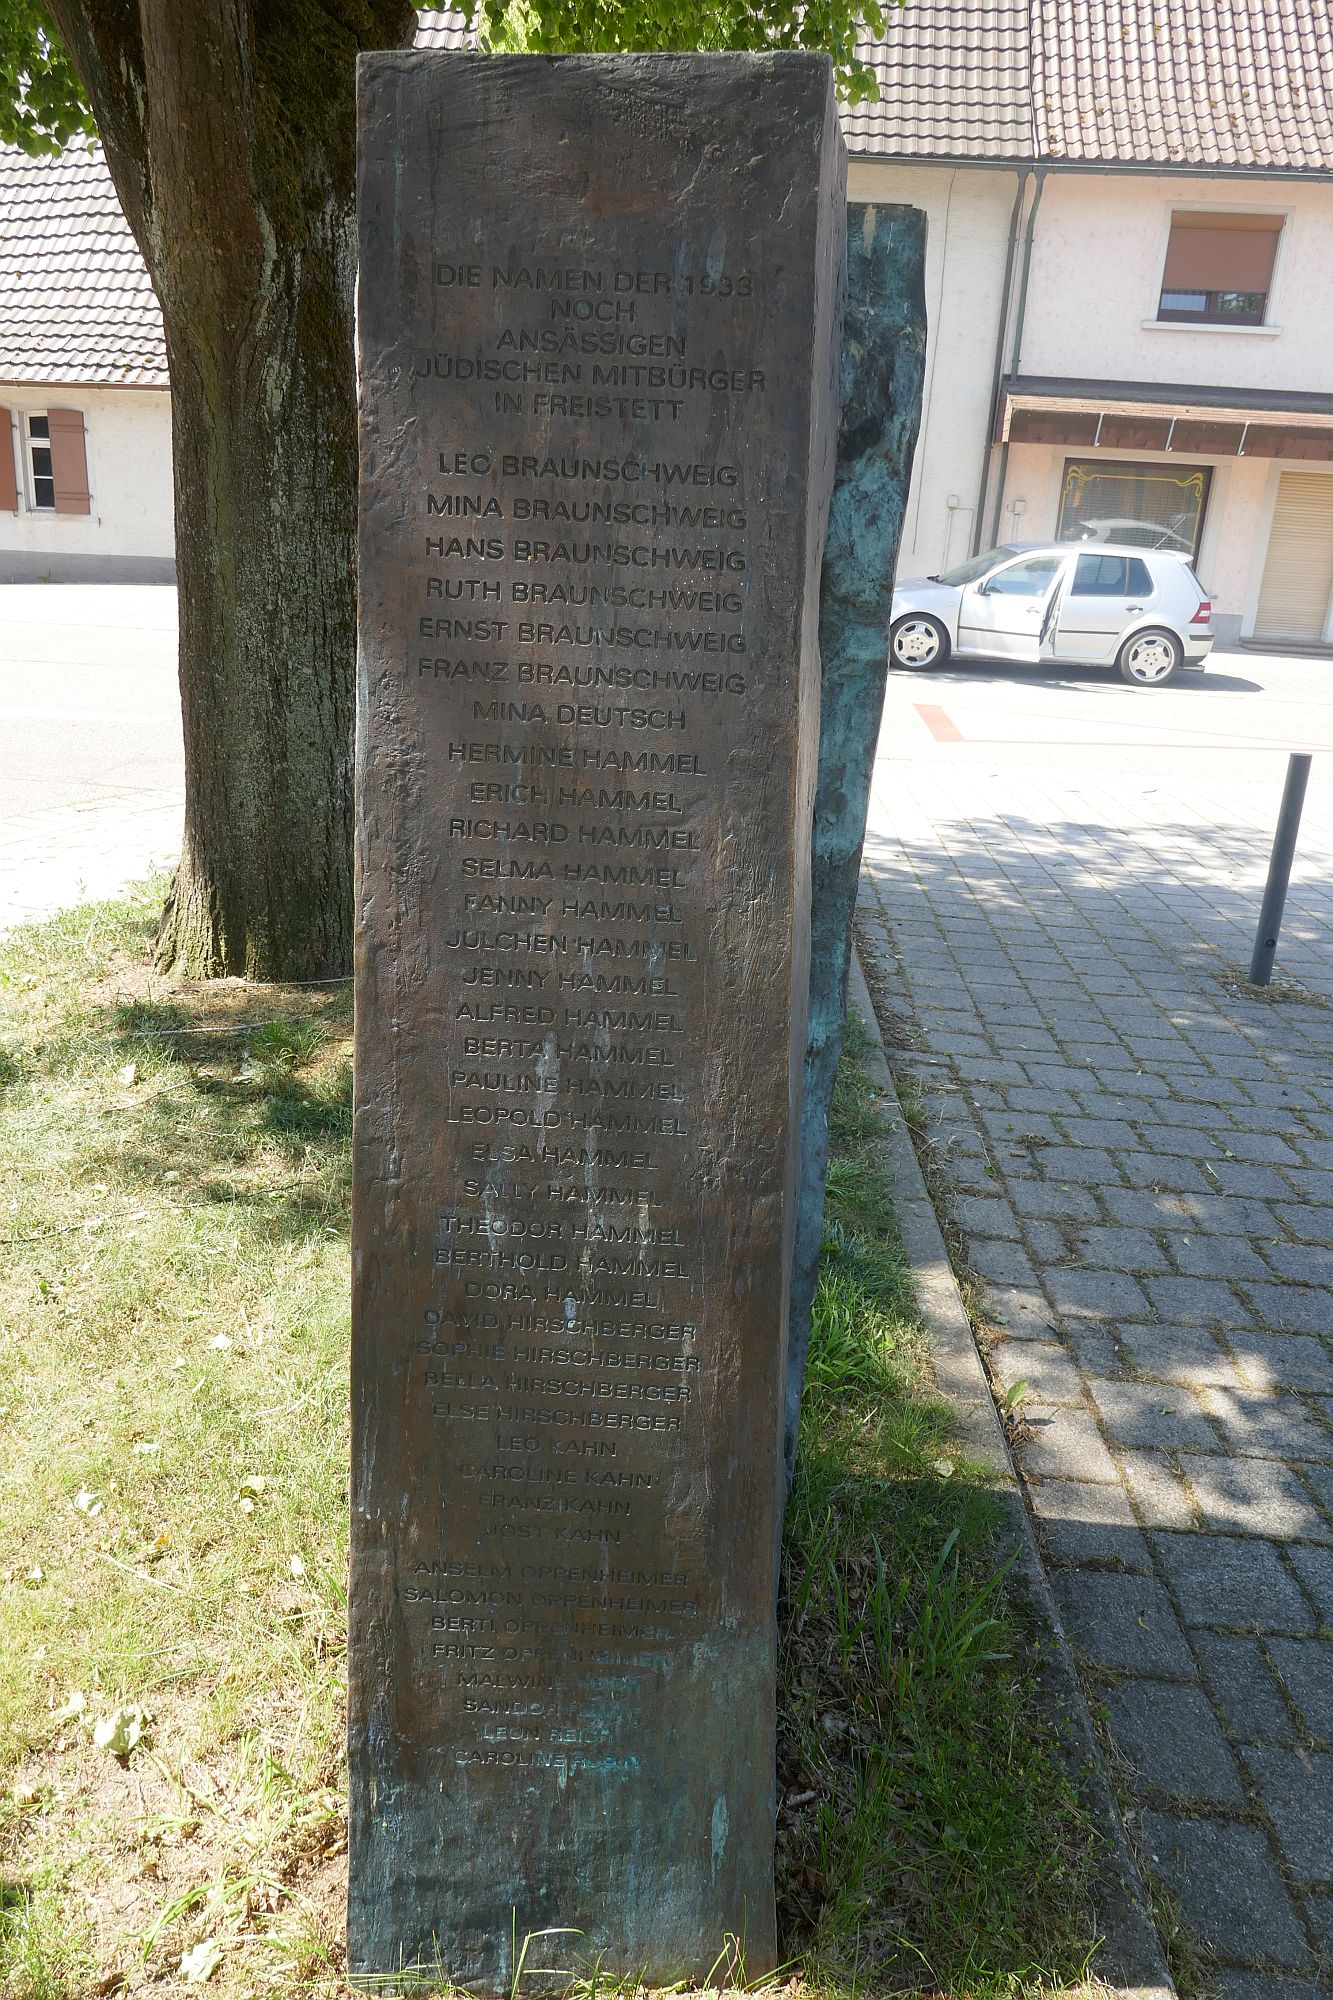 DIE NAMEN DER 1933
NOCH
ANSÄSSIGEN
JÜDISCHEN MITBÜRGER
IN FREISTETT
LEO BRAUNSCHWEIG
MINA BRAUNSCHWEIG
HANS BRAUNSCHWEIG
RUTH BRAUNSCHWEIG
ERNST BRAUNSCHWEIG
FRANZ BRAUNSCHWEIG
MINA DEUTSCH
HERMINE HAMMEL
ERICH HAMMEL
RICHARD HAMMEL
SELMA HAMMEL
FANNY HAMMEL
JULCHEN HAMMEL
JENNY HAMMEL
ALFRED HAMMEL
BERTA HAMMEL
PAULINE HAMMEL
LEOPOLD HAMMEL
ELSA HAMMEL
SALLY HAMMEL
THEODOR HAMMEL
BERTHOLD HAMMEL
DORA HAMMEL
DAVID HIRSCHBERGER
SOPHIE HIRSCHBERGER
BELLA HIRSCHBERGER
ELSE HIRSCHBERGER
LEO KAHN
CAROLINE KAHN
FRANZ KAHN
JOST KAHN
ANSELM OPPENHEIMER
SALOMON OPPENHEIMER
BERTI OPPENHEIMER
FRITZ OPPENHEIMER
MALWINE
SANDOR
LEON REICH
CAROLINE